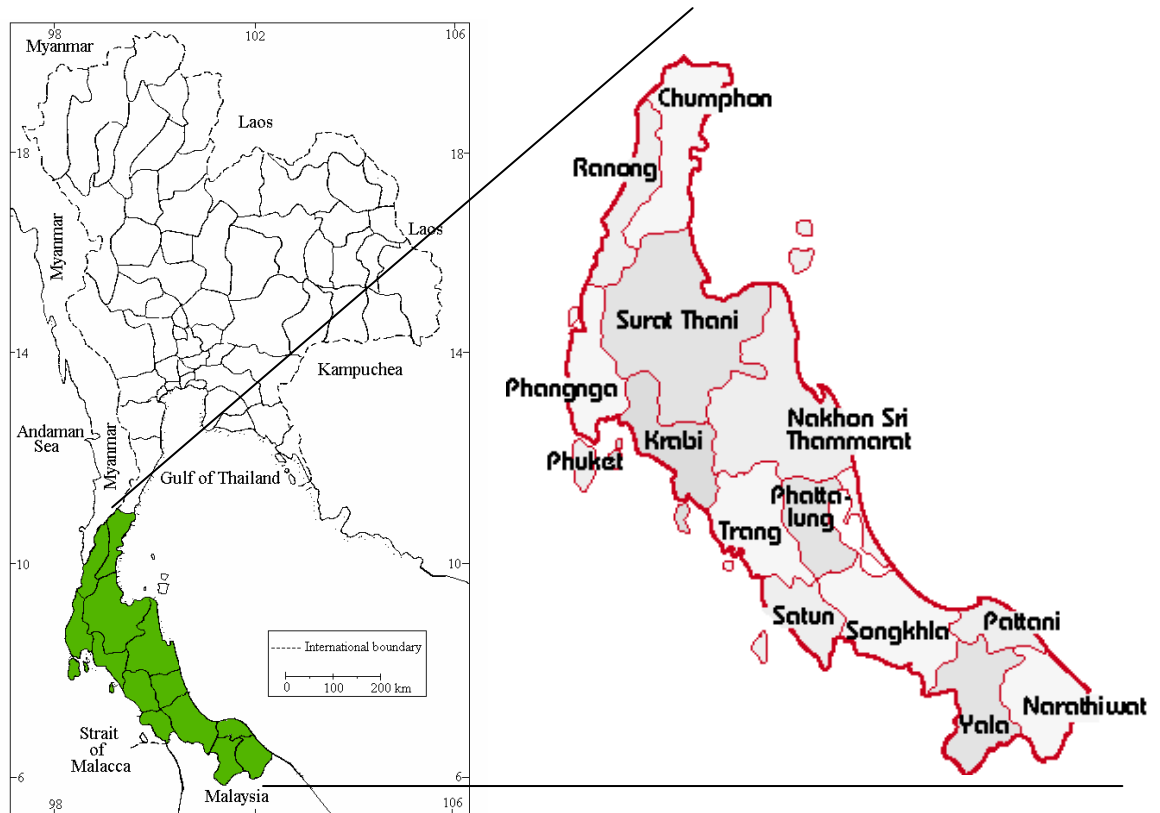 98
102
106
Myanmar
Laos
18
18
Myanmar
Laos
14
14
Kampuchea
Andaman
Sea
Myanmar
Gulf of Thailand
10
10
International boundary
0 100 200 km
Strait
of
Malacca
6
6
Malaysia
98
106
Chumphon
Ranong
Surat Thani
Phangnga
Nakhon Sri
Thammarat
Krabi
Phuket
Phatta-
lung
Trang
Satun
Songkhla
Pattani
Narathiwat
Yala